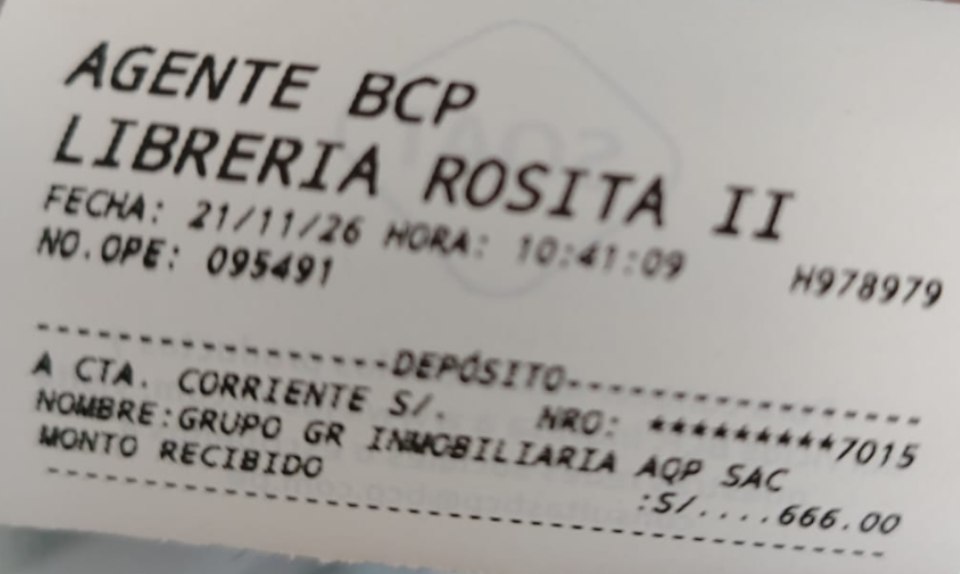 AGENTE BCP
LIBRERIA ROSITA II
FECHA: 21/11/26 HORA: 10:41:09 H978979
NO.OPE: 095491
-----------------DEPÓSITO-----------------
A CTA. CORRIENTE S/. NRO: *********7015
NOMBRE:GRUPO GR INMOBILIARIA AQP SAC
MONTO RECIBIDO :S/....666.00
------------------------------------------